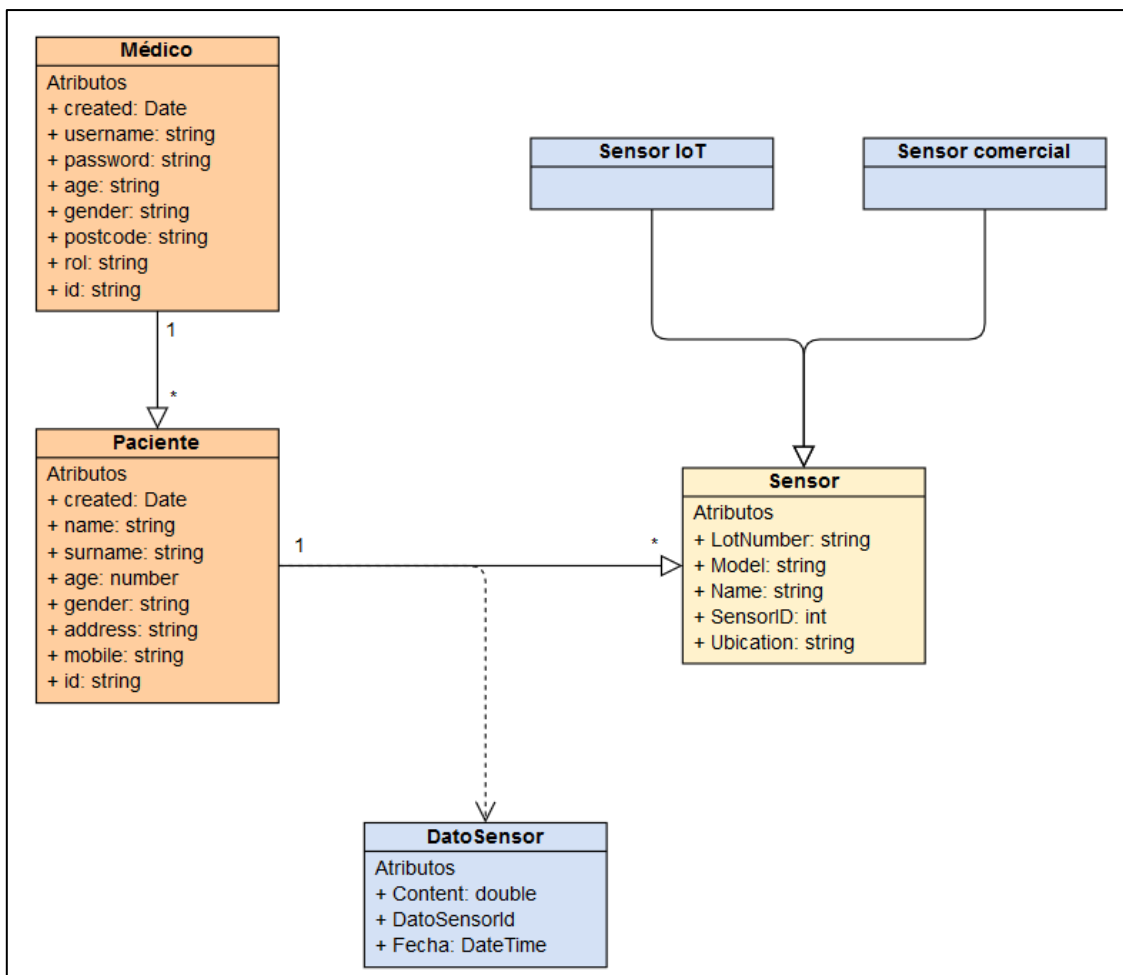 Médico
Atributos
+ created: Date
+ username: string
+ password: string
+ age: string
+ gender: string
+ postcode: string
+ rol: string
+ id: string
Sensor IoT
Sensor comercial
1
*
Paciente
Atributos
+ created: Date
+ name: string
+ surname: string
+ age: number
+ gender: string
+ address: string
+ mobile: string
+ id: string
1
*
Sensor
Atributos
+ LotNumber: string
+ Model: string
+ Name: string
+ SensorID: int
+ Ubication: string
DatoSensor
Atributos
+ Content: double
+ DatoSensorId
+ Fecha: DateTime